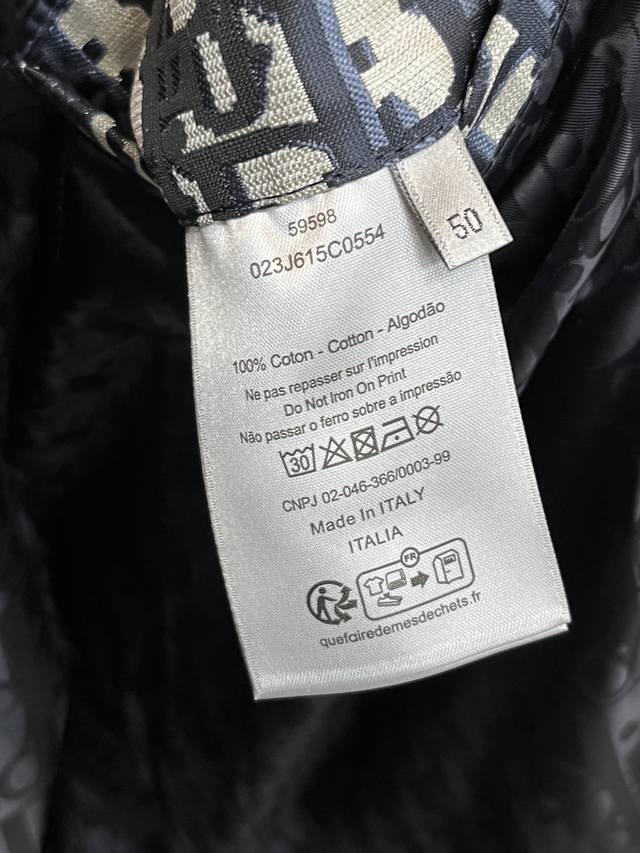 59598
023J615C0554
50
100% Coton - Cotton - Algodão
Ne pas repasser sur l'impression
Do Not Iron On Print
Não passar o ferro sobre a impressão
30
CNPJ 02-046-366/0003-99
Made In ITALY
ITALIA
FR
quefairedemesdechets.fr